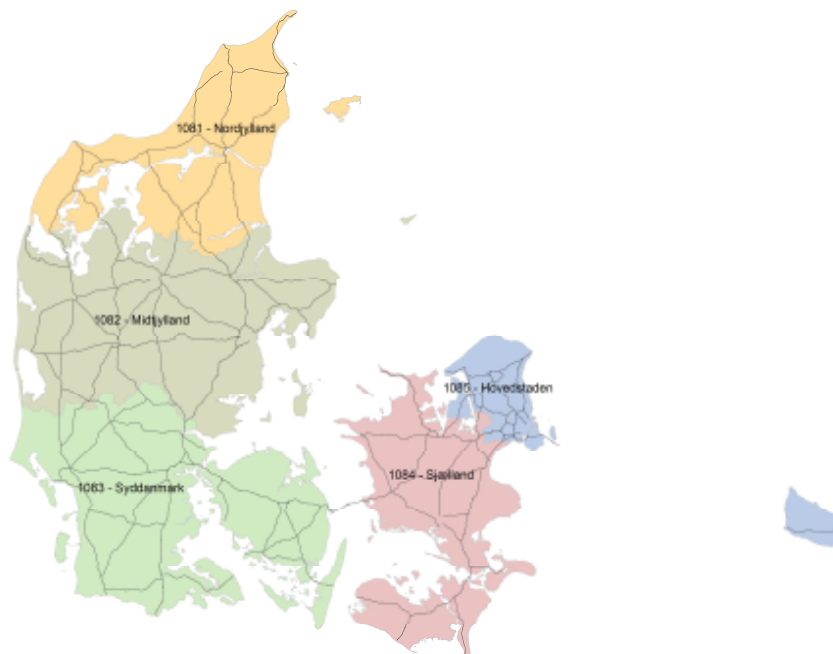 1081 - Nordjylland
1082 - Midtjylland
1085 - Hovedstaden
1084 - Sjælland
1083 - Syddanmark